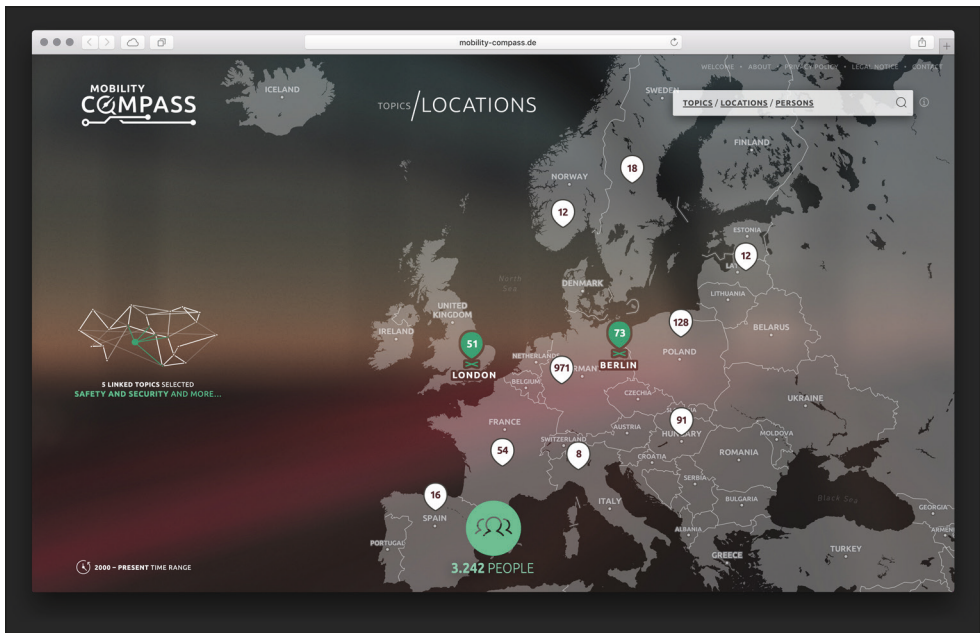 mobility-compass.de
WELCOME • ABOUT • PRIVACY POLICY • LEGAL NOTICE • CONTACT
MOBILITY
COMPASS
TOPICS/LOCATIONS
TOPICS / LOCATIONS / PERSONS
ICELAND
SWEDEN
FINLAND
18
NORWAY
12
ESTONIA
12
LA
North
Sea
DENMARK
LITHUANIA
UNITED
KINGDOM
IRELAND
51
LONDON
73
BERLIN
128
POLAND
BELARUS
NETHERLAND
971
RMAN
BELGIUM
CZECHIA
5 LINKED TOPICS SELECTED
SAFETY AND SECURITY AND MORE...
UKRAINE
FRANCE
91
HUNGARY
AUSTRIA
MOLDOVA
SWITZERLAND
54
8
CROATIA
ROMANIA
SERBIA
16
SPAIN
ITALY
BULGARIA
Black Sea
GEORGIA
PORTUGAL
ALBANIA
ARMEN
GREECE
TURKEY
2000 – PRESENT TIME RANGE
3.242 PEOPLE